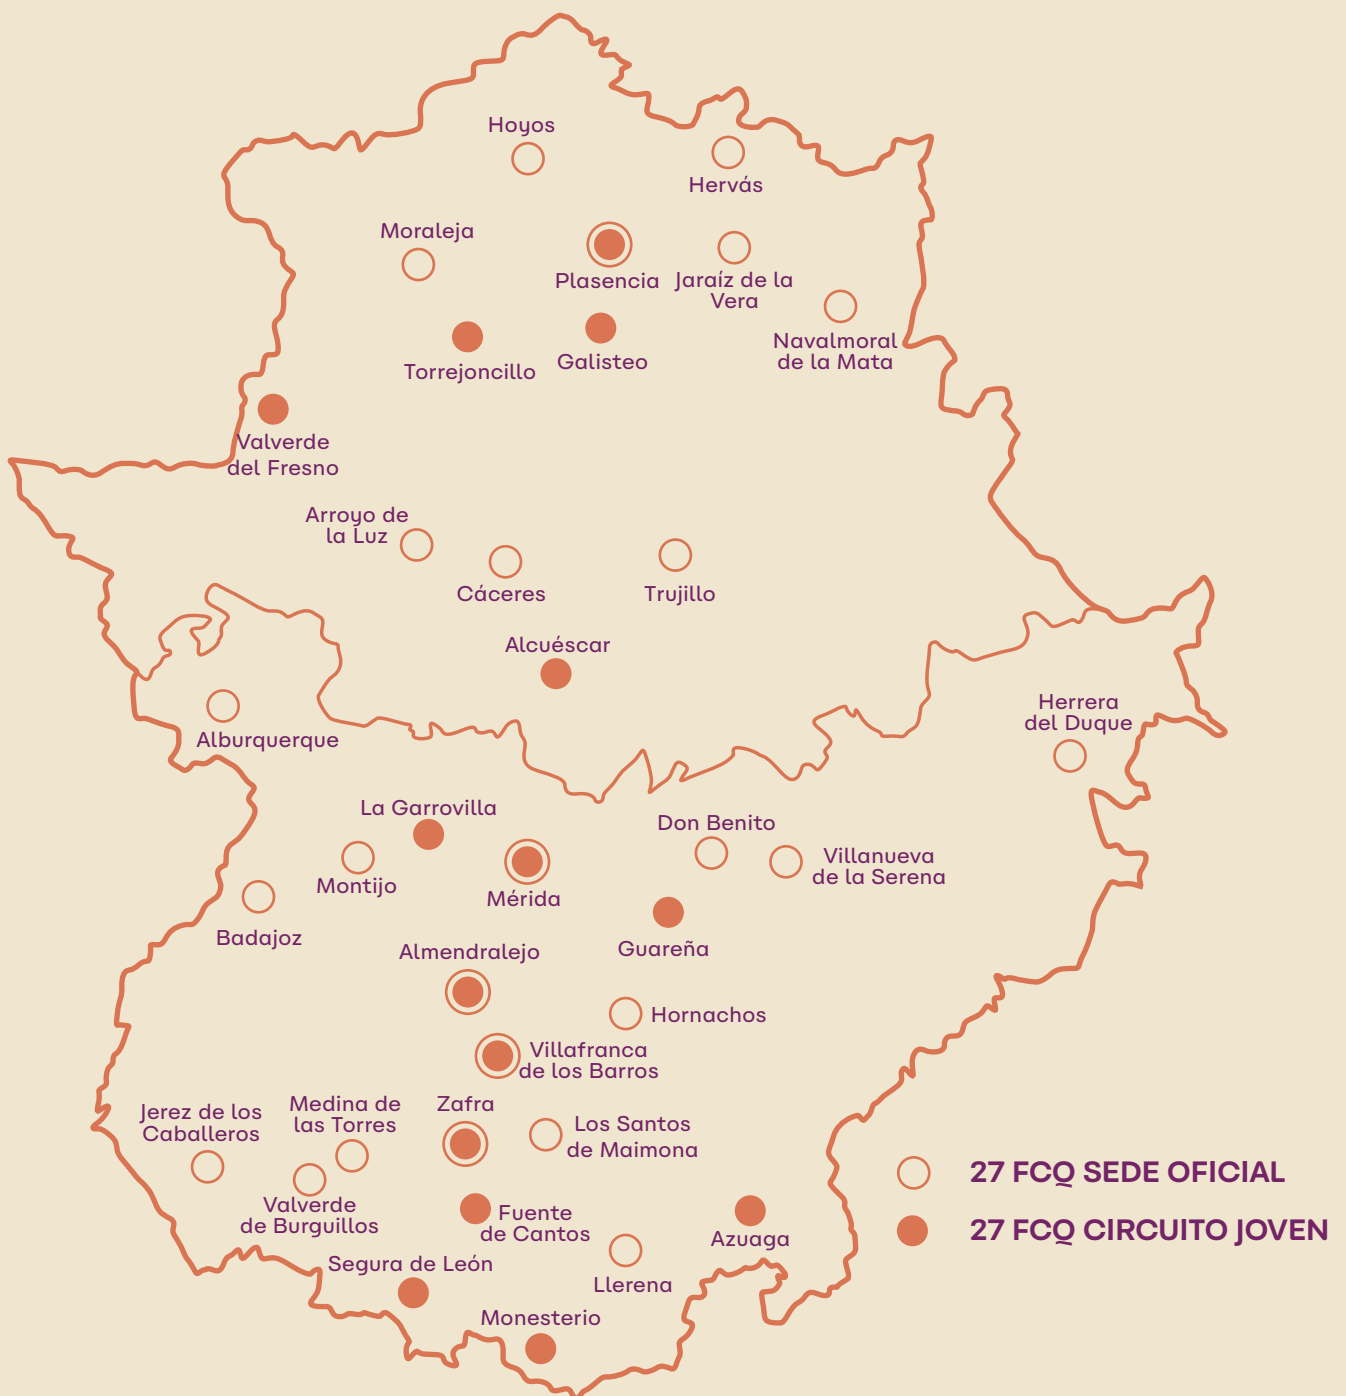 Hoyos
Hervás
Moraleja
Plasencia
Jaraíz de la
Vera
Navalmoral
de la Mata
Torrejoncillo
Galisteo
Valverde
del Fresno
Arroyo de
la Luz
Cáceres
Trujillo
Alcuéscar
Alburquerque
Herrera
del Duque
La Garrovilla
Don Benito
Villanueva
de la Serena
Montijo
Mérida
Badajoz
Guareña
Almendralejo
Hornachos
Villafranca
de los Barros
Jerez de los
Caballeros
Medina de
las Torres
Zafra
Los Santos
de Maimona
Valverde
de Burguillos
Fuente
de Cantos
Azuaga
Segura de León
Llerena
Monesterio
27 FCQ SEDE OFICIAL
27 FCQ CIRCUITO JOVEN